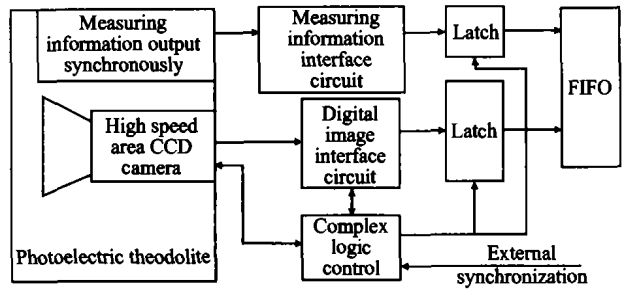 Measuring
information output
synchronously
Measuring
information
interface
circuit
Latch
FIFO
High speed
area CCD
camera
Digital
image
interface
circuit
Latch
Photoelectric theodolite
Complex
logic
control
External
synchronization